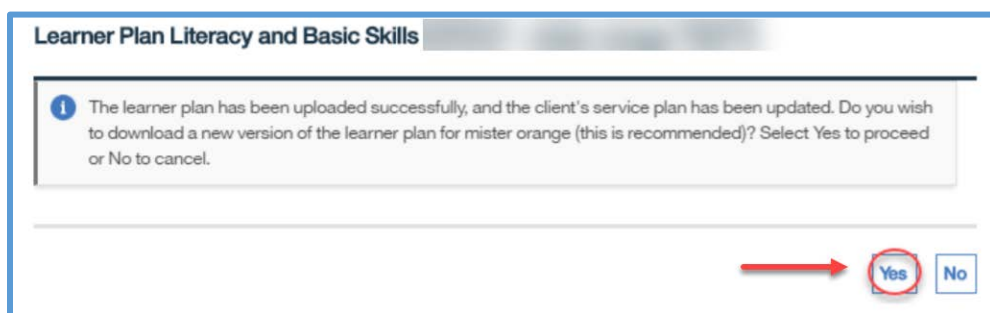 Learner Plan Literacy and Basic Skills
The learner plan has been uploaded successfully, and the client's service plan has been updated. Do you wish
to download a new version of the learner plan for mister orange (this is recommended)? Select Yes to proceed
or No to cancel.
Yes No